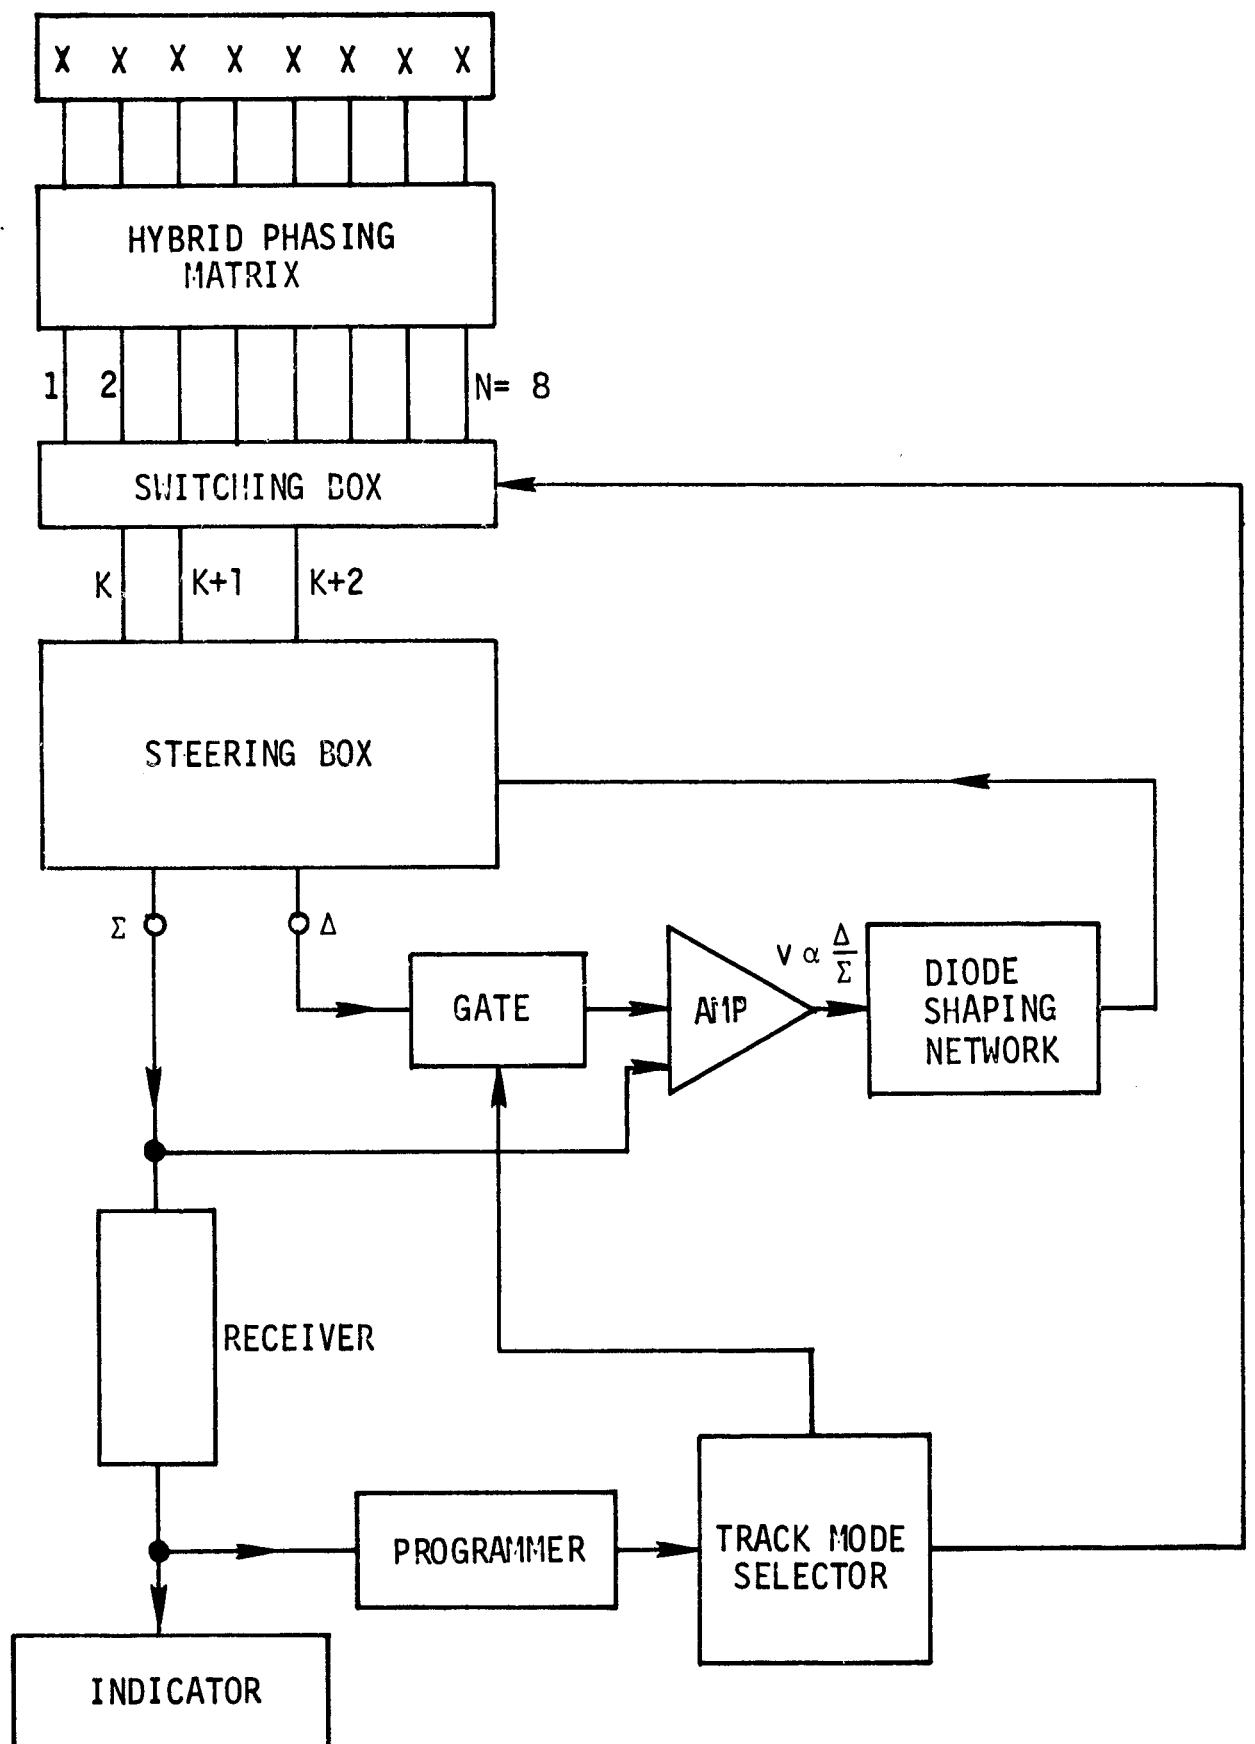 X X X X X X X X
HYBRID PHASING
MATRIX
1 2 N= 8
SWITCHING BOX
K K+1 K+2
STEERING BOX
Σ Δ
V ∝ Δ/Σ
GATE
AMP
DIODE
SHAPING
NETWORK
RECEIVER
PROGRAMMER
TRACK MODE
SELECTOR
INDICATOR